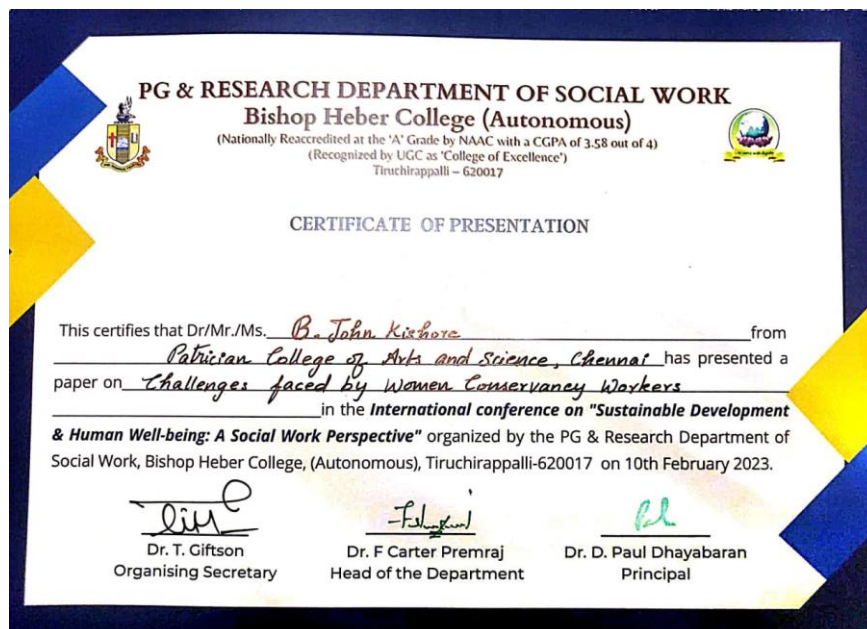 PG & RESEARCH DEPARTMENT OF SOCIAL WORK
Bishop Heber College (Autonomous)
(Nationally Reaccredited at the 'A' Grade by NAAC with a CGPA of 3.58 out of 4)
(Recognized by UGC as 'College of Excellence')
Tiruchirappalli – 620017
CERTIFICATE OF PRESENTATION
This certifies that Dr/Mr./Ms. B. John Kishore from
Patrician College of Arts and Science, Chennai has presented a
paper on Challenges faced by Women Conservancy Workers
in the International conference on "Sustainable Development
& Human Well-being: A Social Work Perspective" organized by the PG & Research Department of
Social Work, Bishop Heber College, (Autonomous), Tiruchirappalli-620017 on 10th February 2023.
Dr. T. Giftson
Organising Secretary
Dr. F Carter Premraj
Head of the Department
Dr. D. Paul Dhayabaran
Principal